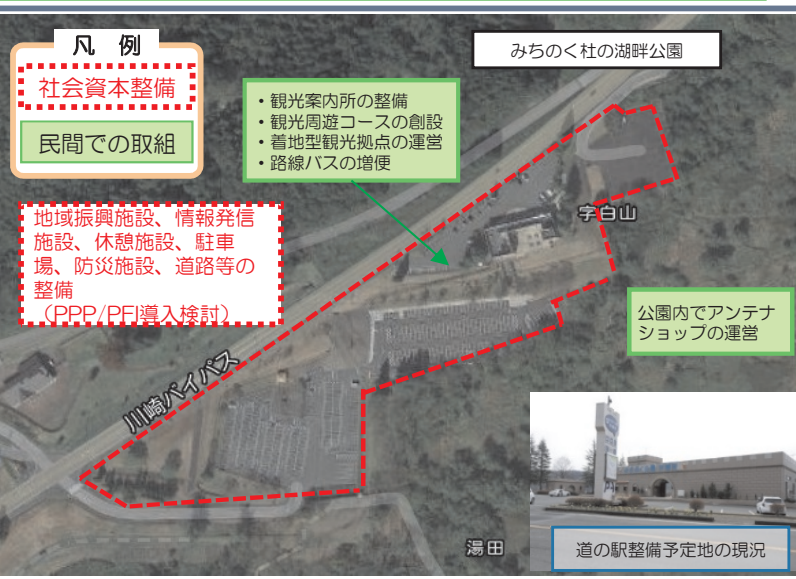 凡 例
社会資本整備
民間での取組
みちのく杜の湖畔公園
・観光案内所の整備
・観光周遊コースの創設
・着地型観光拠点の運営
・路線バスの増便
字白山
地域振興施設、情報発信
施設、休憩施設、駐車
場、防災施設、道路等の
整備
（PPP/PFI導入検討）
公園内でアンテナ
ショップの運営
川崎バイパス
湯田
道の駅整備予定地の現況